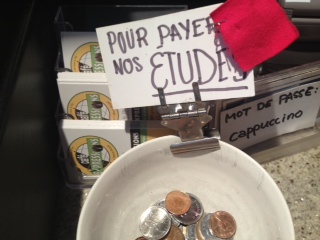 POUR PAYER
NOS ÉTUDES
MOT DE PASSE:
cappuccino